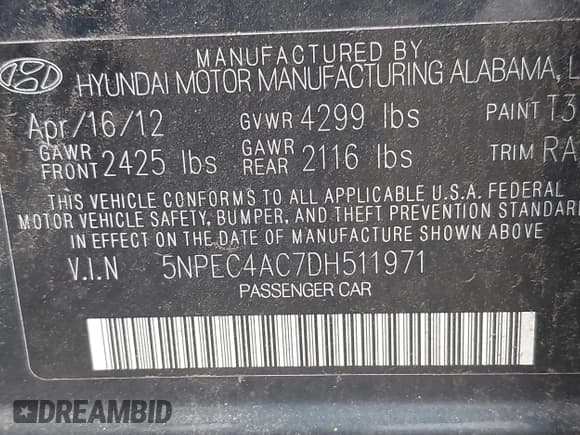 MANUFACTURED BY
HYUNDAI MOTOR MANUFACTURING ALABAMA, L
Apr/16/12 GVWR 4299 lbs PAINT T3
GAWR FRONT 2425 lbs GAWR REAR 2116 lbs TRIM RA
THIS VEHICLE CONFORMS TO ALL APPLICABLE U.S.A. FEDERAL
MOTOR VEHICLE SAFETY, BUMPER, AND THEFT PREVENTION STANDARD
IN EFFECT ON THE DATE OF MANUFACTURE SHOWN ABOVE
V.I.N 5NPEC4AC7DH511971
PASSENGER CAR
DREAMBID